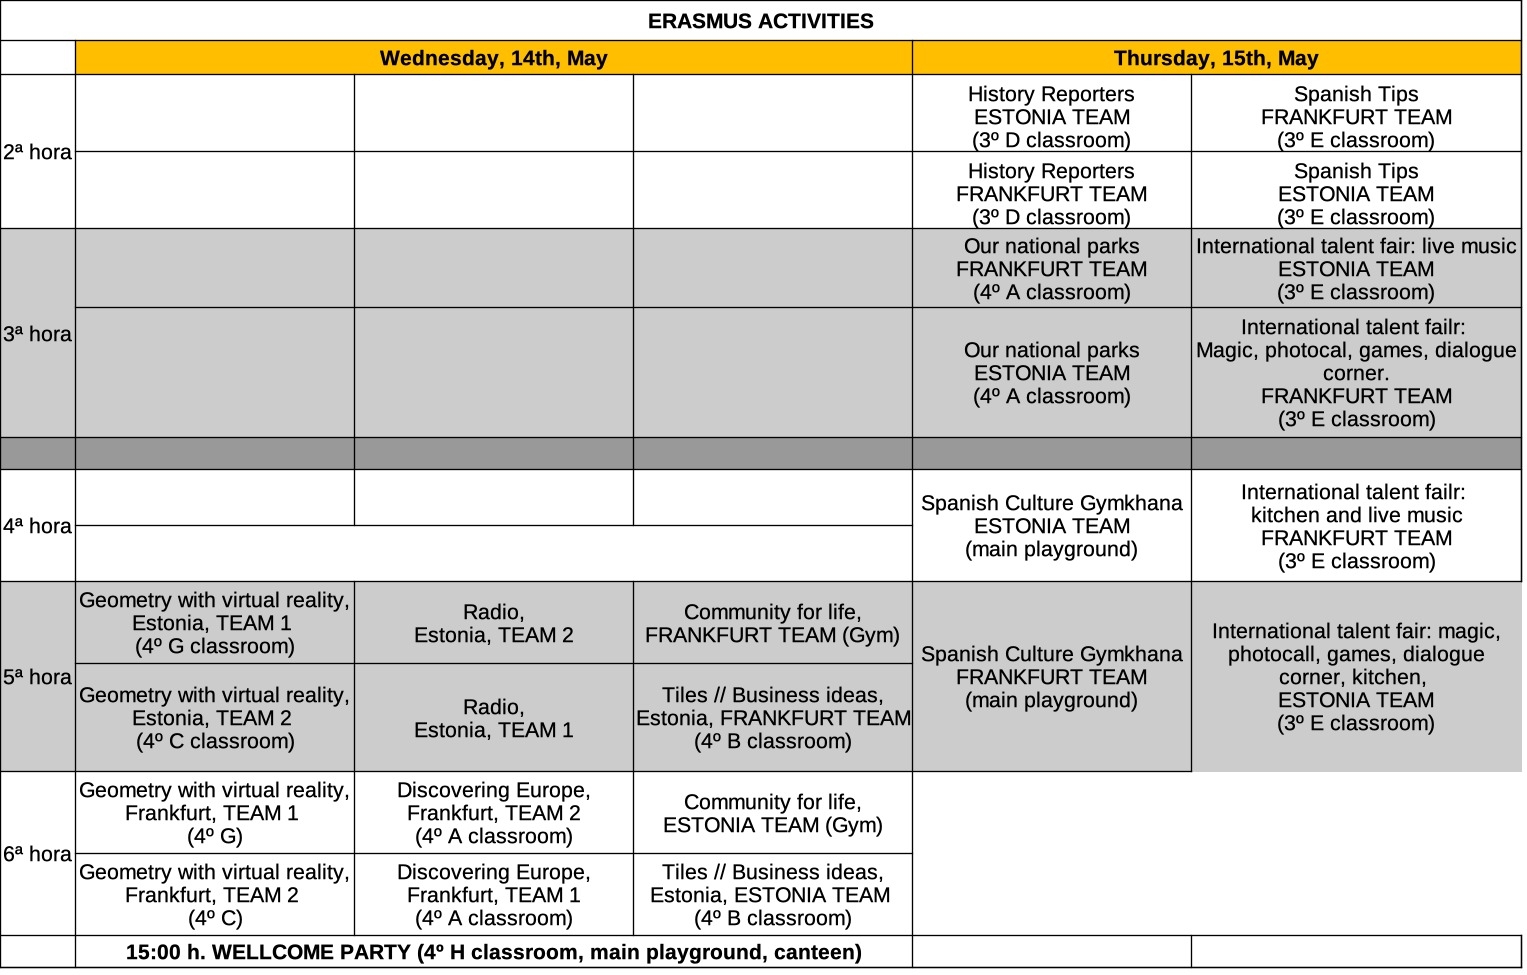 ERASMUS ACTIVITIES
Wednesday, 14th, May
Thursday, 15th, May
2ª hora
History Reporters
ESTONIA TEAM
(3º D classroom)
Spanish Tips
FRANKFURT TEAM
(3º E classroom)
History Reporters
FRANKFURT TEAM
(3º D classroom)
Spanish Tips
ESTONIA TEAM
(3º E classroom)
3ª hora
Our national parks
FRANKFURT TEAM
(4º A classroom)
International talent fair: live music
ESTONIA TEAM
(3º E classroom)
Our national parks
ESTONIA TEAM
(4º A classroom)
International talent failr:
Magic, photocal, games, dialogue
corner.
FRANKFURT TEAM
(3º E classroom)
4ª hora
Spanish Culture Gymkhana
ESTONIA TEAM
(main playground)
International talent failr:
kitchen and live music
FRANKFURT TEAM
(3º E classroom)
5ª hora
Geometry with virtual reality,
Estonia, TEAM 1
(4º G classroom)
Radio,
Estonia, TEAM 2
Community for life,
FRANKFURT TEAM (Gym)
Spanish Culture Gymkhana
FRANKFURT TEAM
(main playground)
International talent fair: magic,
photocall, games, dialogue
corner, kitchen,
ESTONIA TEAM
(3º E classroom)
Geometry with virtual reality,
Estonia, TEAM 2
(4º C classroom)
Radio,
Estonia, TEAM 1
Tiles // Business ideas,
Estonia, FRANKFURT TEAM
(4º B classroom)
6ª hora
Geometry with virtual reality,
Frankfurt, TEAM 1
(4º G)
Discovering Europe,
Frankfurt, TEAM 2
(4º A classroom)
Community for life,
ESTONIA TEAM (Gym)
Geometry with virtual reality,
Frankfurt, TEAM 2
(4º C)
Discovering Europe,
Frankfurt, TEAM 1
(4º A classroom)
Tiles // Business ideas,
Estonia, ESTONIA TEAM
(4º B classroom)
15:00 h. WELLCOME PARTY (4º H classroom, main playground, canteen)